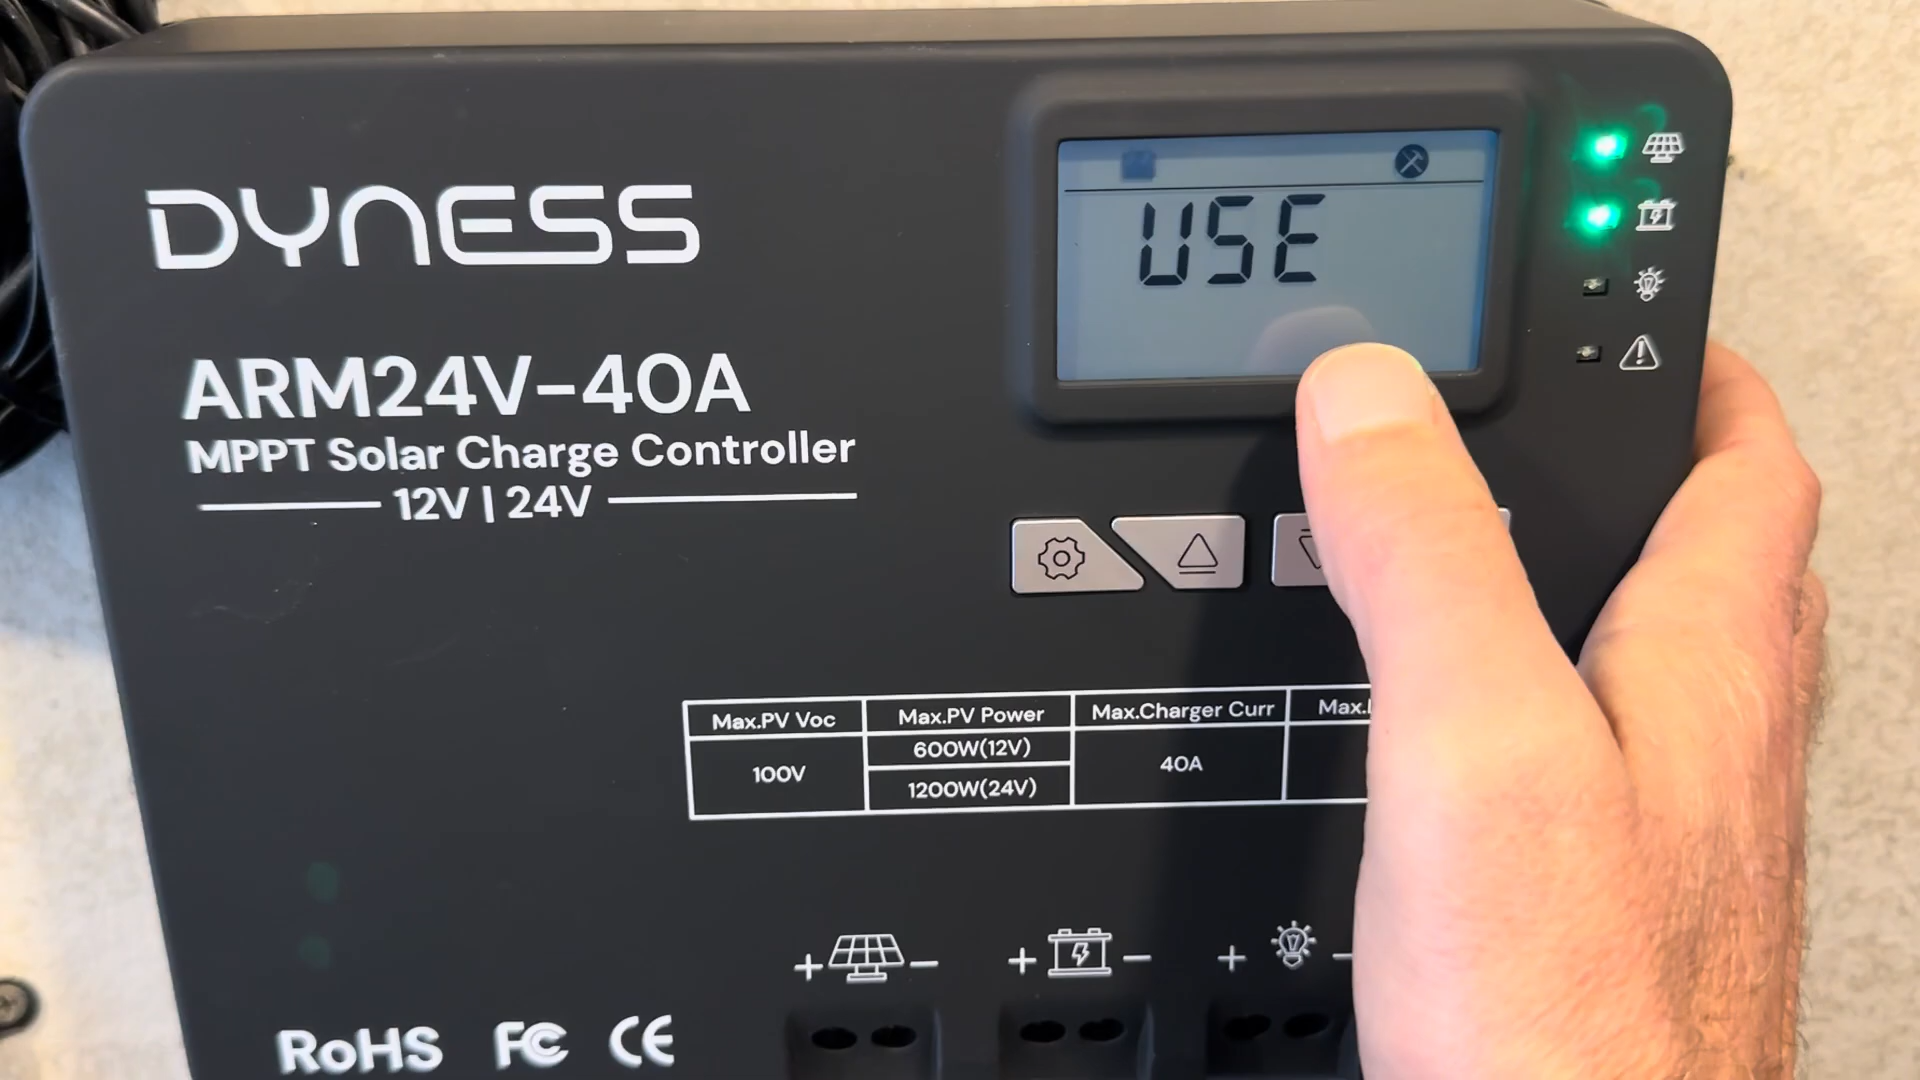 DYNESS
USE
ARM24V-40A
MPPT Solar Charge Controller
12V | 24V
Max.PV Voc
Max.PV Power
Max.Charger Curr
100V
600W(12V)
1200W(24V)
40A
+ -
+ -
+ -
RoHS FC CE